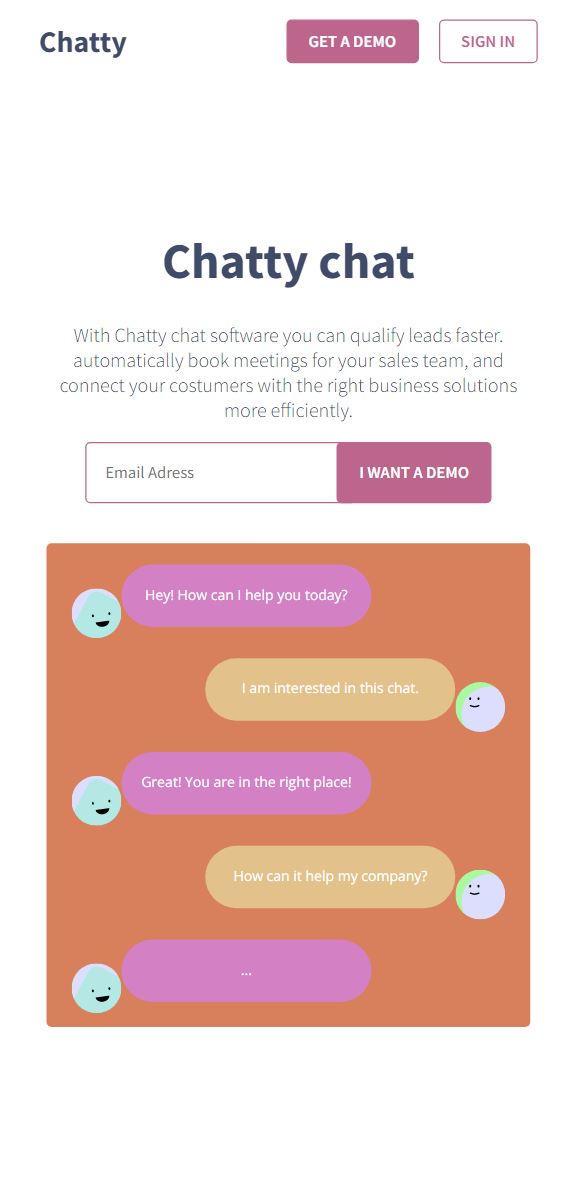 Chatty
GET A DEMO
SIGN IN
Chatty chat
With Chatty chat software you can qualify leads faster.
automatically book meetings for your sales team, and
connect your costumers with the right business solutions
more efficiently.
Email Adress
I WANT A DEMO
Hey! How can I help you today?
I am interested in this chat.
Great! You are in the right place!
How can it help my company?
...